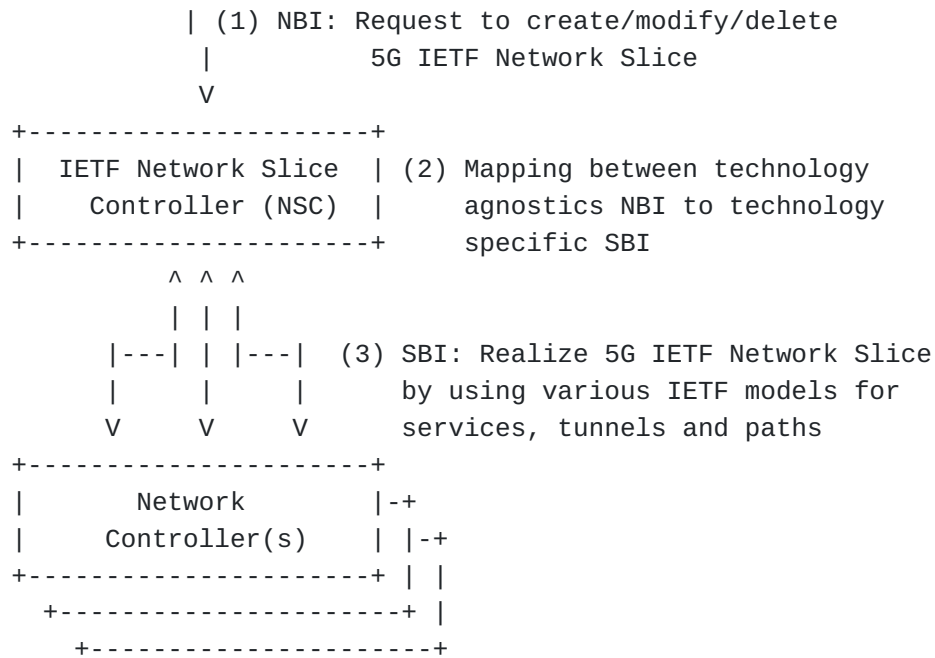 | (1) NBI: Request to create/modify/delete
| 5G IETF Network Slice
V
+----------------------+
| IETF Network Slice | (2) Mapping between technology
| Controller (NSC) | agnostics NBI to technology
+----------------------+ specific SBI
^ ^ ^
| | |
|---| | |---| (3) SBI: Realize 5G IETF Network Slice
| | | by using various IETF models for
V V V services, tunnels and paths
+----------------------+
| Network |-+
| Controller(s) | |-+
+----------------------+ | |
+----------------------+ |
+----------------------+